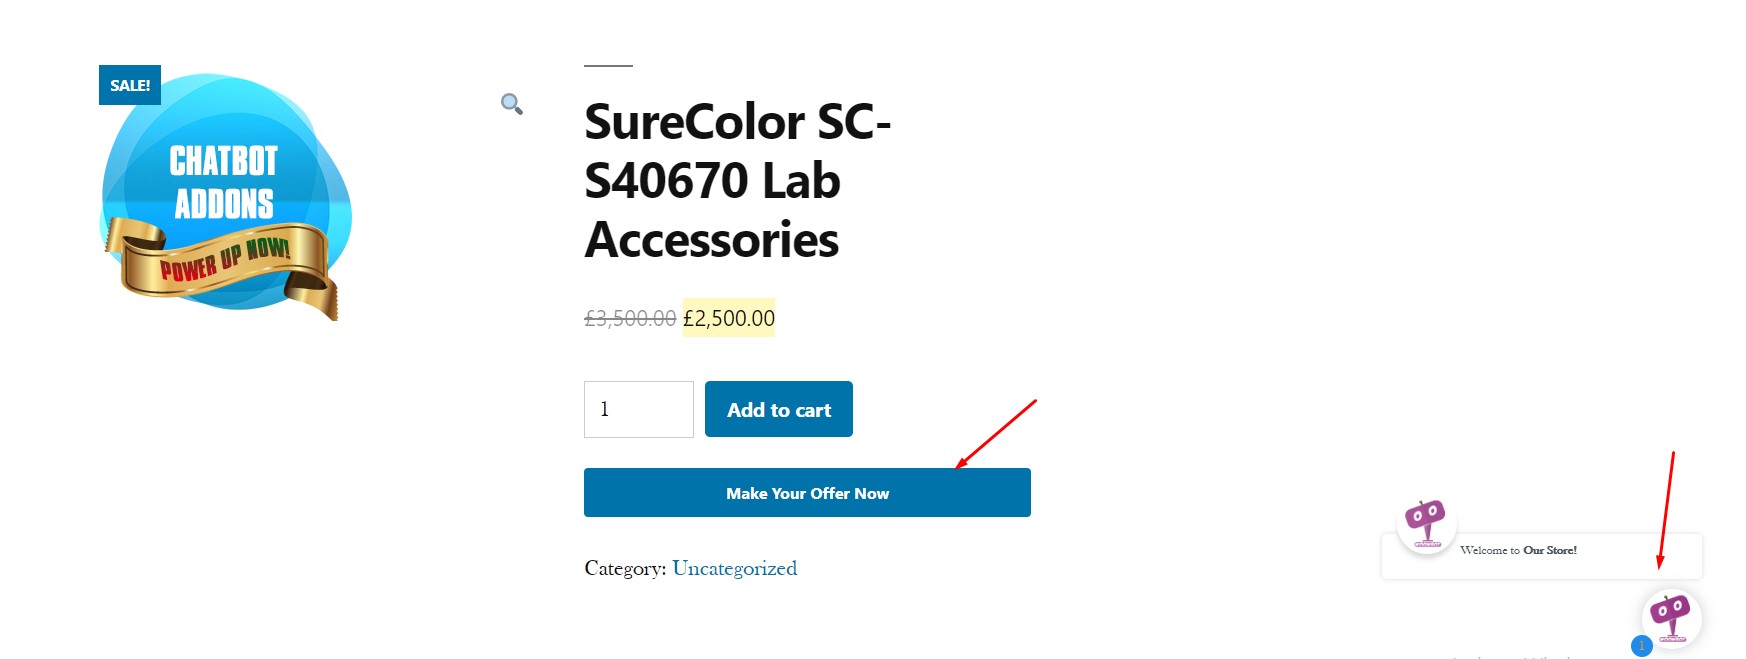 SALE!
CHATBOT
ADDONS
POWER UP NOW!
SureColor SC-
S40670 Lab
Accessories
£3,500.00 £2,500.00
1
Add to cart
Make Your Offer Now
Category: Uncategorized
Welcome to Our Store!
1